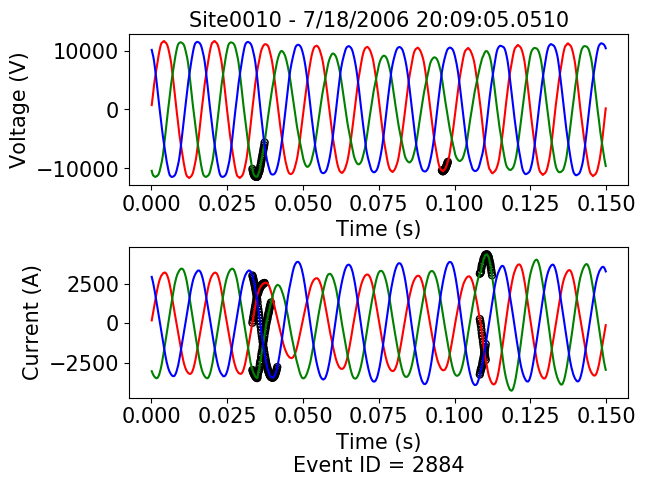 Site0010 - 7/18/2006 20:09:05.0510
Voltage (V)
10000
0
−10000
0.000 0.025 0.050 0.075 0.100 0.125 0.150
Time (s)
Current (A)
2500
0
−2500
0.000 0.025 0.050 0.075 0.100 0.125 0.150
Time (s)
Event ID = 2884